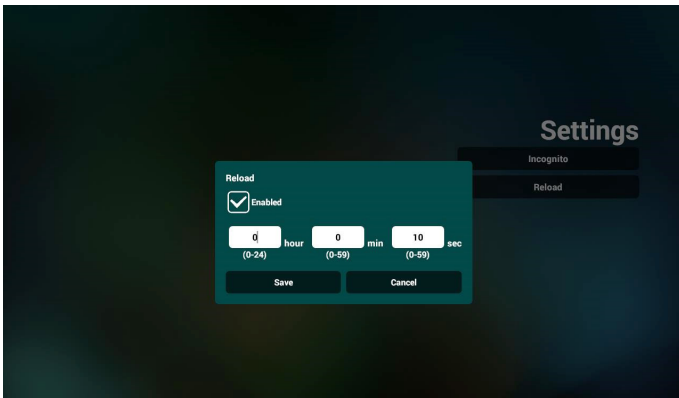 Settings
Incognito
Reload
Reload
Enabled
0 hour 0 min 10 sec
(0-24) (0-59) (0-59)
Save Cancel